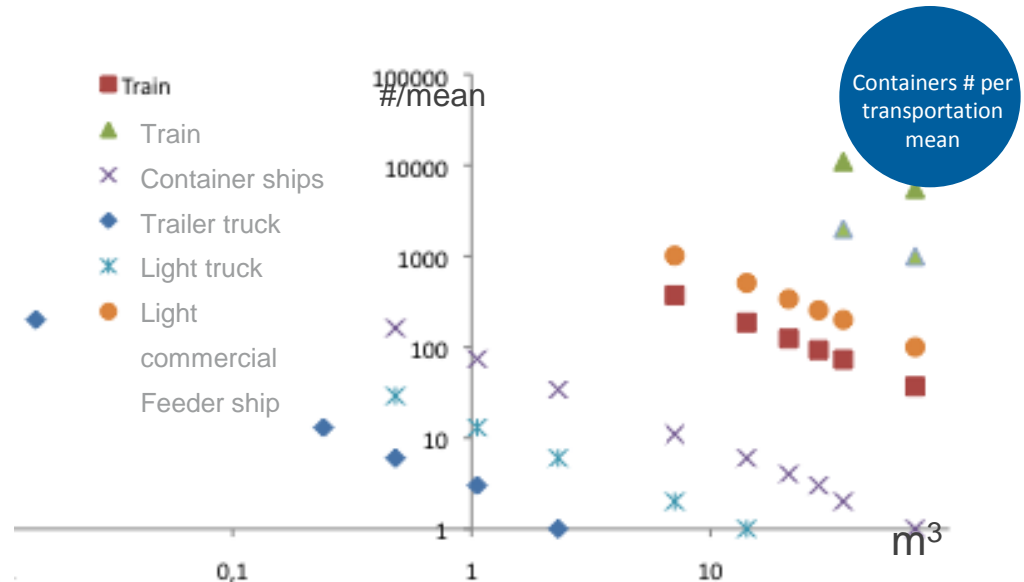 Train
Train
Container ships
Trailer truck
Light truck
Light
commercial
Feeder ship
100000
#/mean
10000
1000
100
10
1
0,1
1
10
m³
Containers # per
transportation
mean